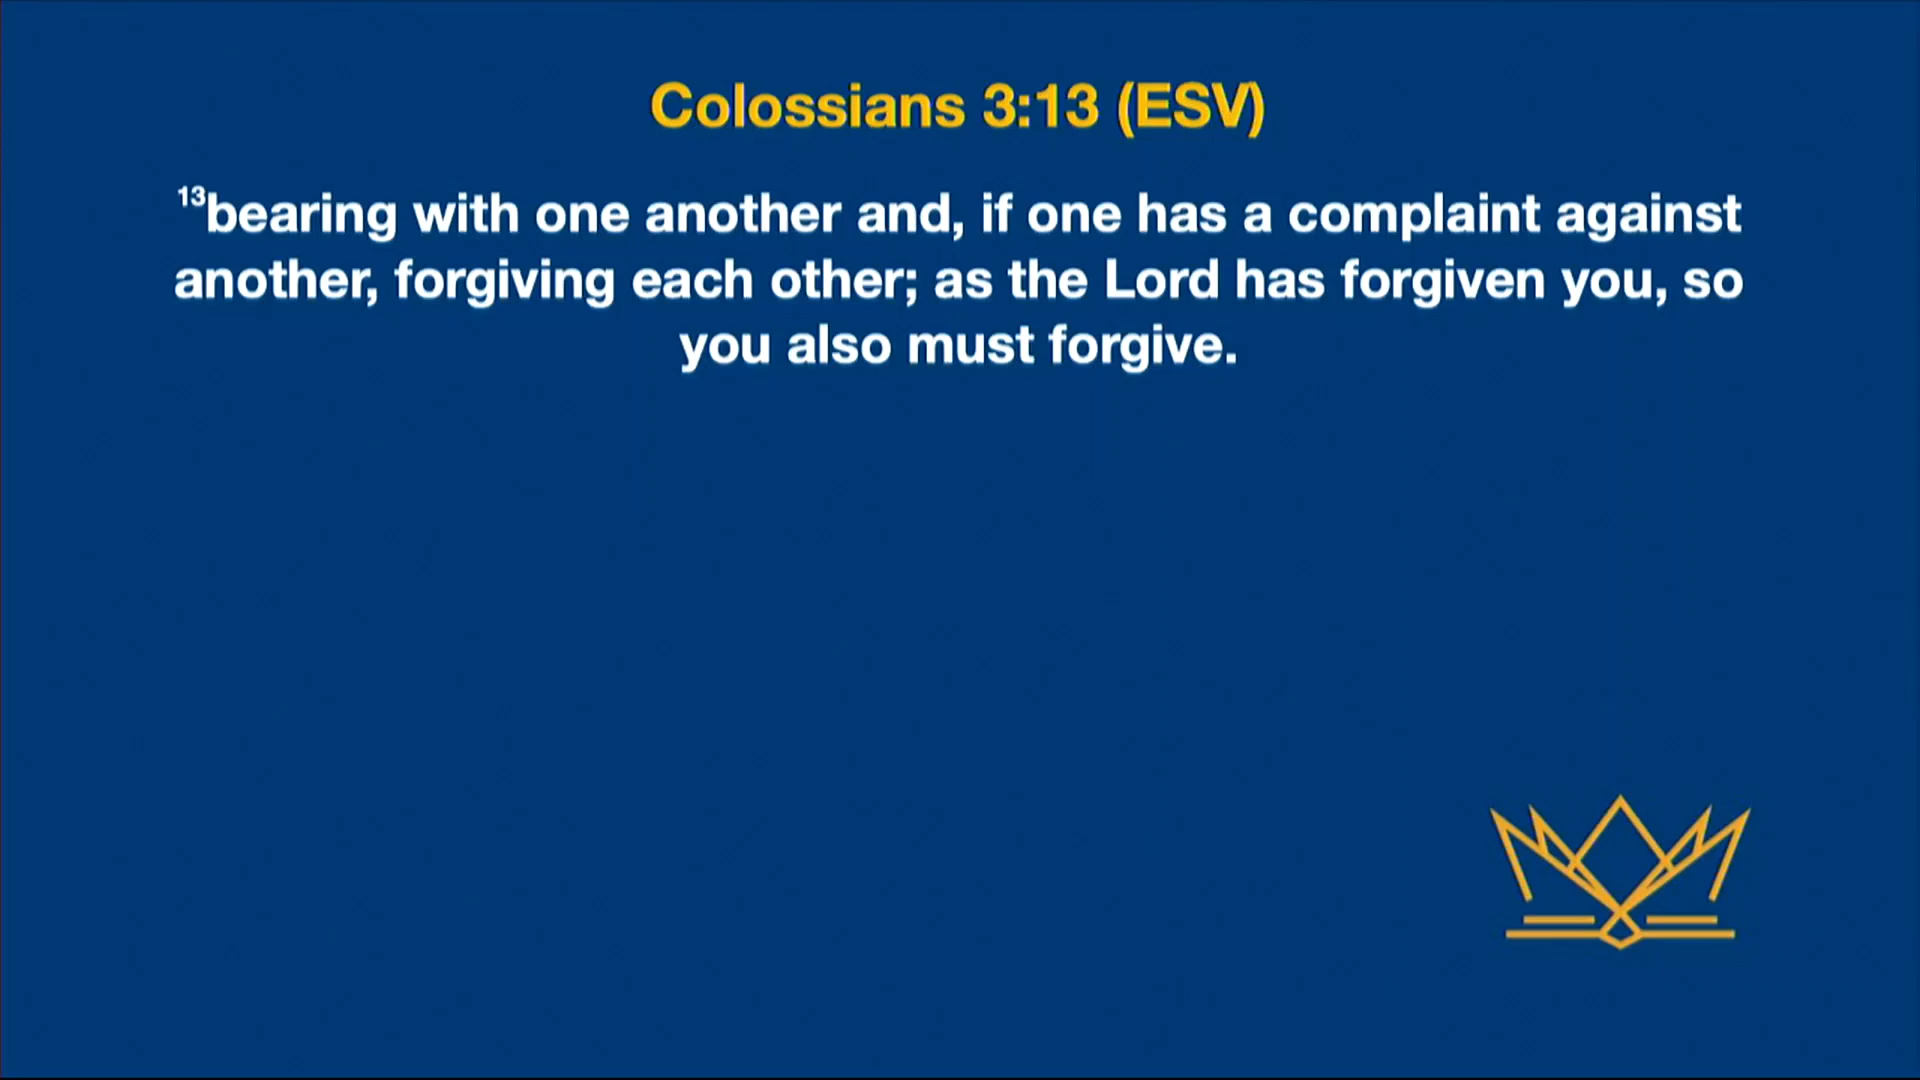 Colossians 3:13 (ESV)
13bearing with one another and, if one has a complaint against
another, forgiving each other; as the Lord has forgiven you, so
you also must forgive.